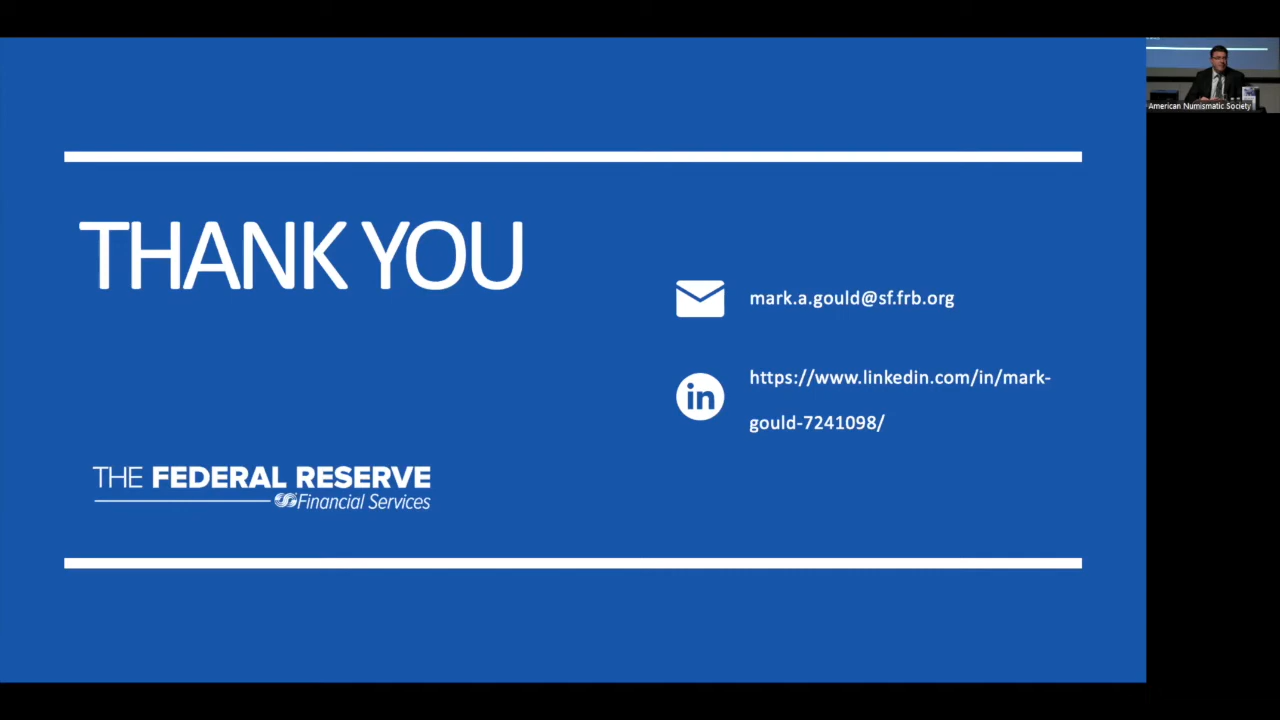 THANK YOU
mark.a.gould@sf.frb.org
https://www.linkedin.com/in/mark-
gould-7241098/
in
THE FEDERAL RESERVE
Financial Services
American Numismatic Society